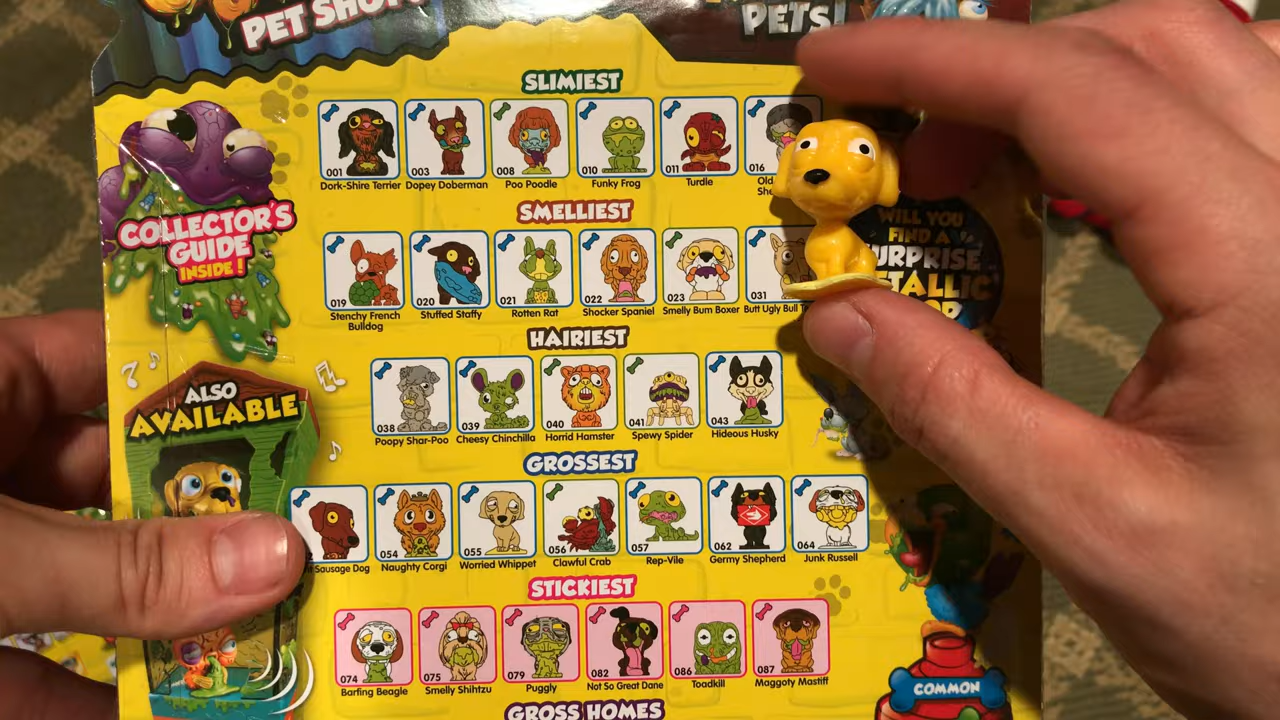 PET SHOP
PETS!
SLIMIEST
001
003
008
010
011
016
Dork-Shire Terrier
Dopey Doberman
Poo Poodle
Funky Frog
Turdle
Old
COLLECTOR'S
GUIDE
INSIDE!
SMELLIEST
WILL YOU
FIND A
019
020
021
022
023
031
Stenchy French
Bulldog
Stuffed Staffy
Rotten Rat
Shocker Spaniel
Smelly Bum Boxer
Butt Ugly Bull
HAIRIEST
038
039
040
041
043
Poopy Shar-Poo
Cheesy Chinchilla
Horrid Hamster
Spewy Spider
Hideous Husky
ALSO
AVAILABLE
GROSSEST
054
055
056
057
062
064
Sausage Dog
Naughty Corgi
Worried Whippet
Clawful Crab
Rep-Vile
Germy Shepherd
Junk Russell
STICKIEST
074
075
079
082
086
087
Barfing Beagle
Smelly Shihtzu
Puggly
Not So Great Dane
Toadkill
Maggoty Mastiff
COMMON
GROSS HOMES